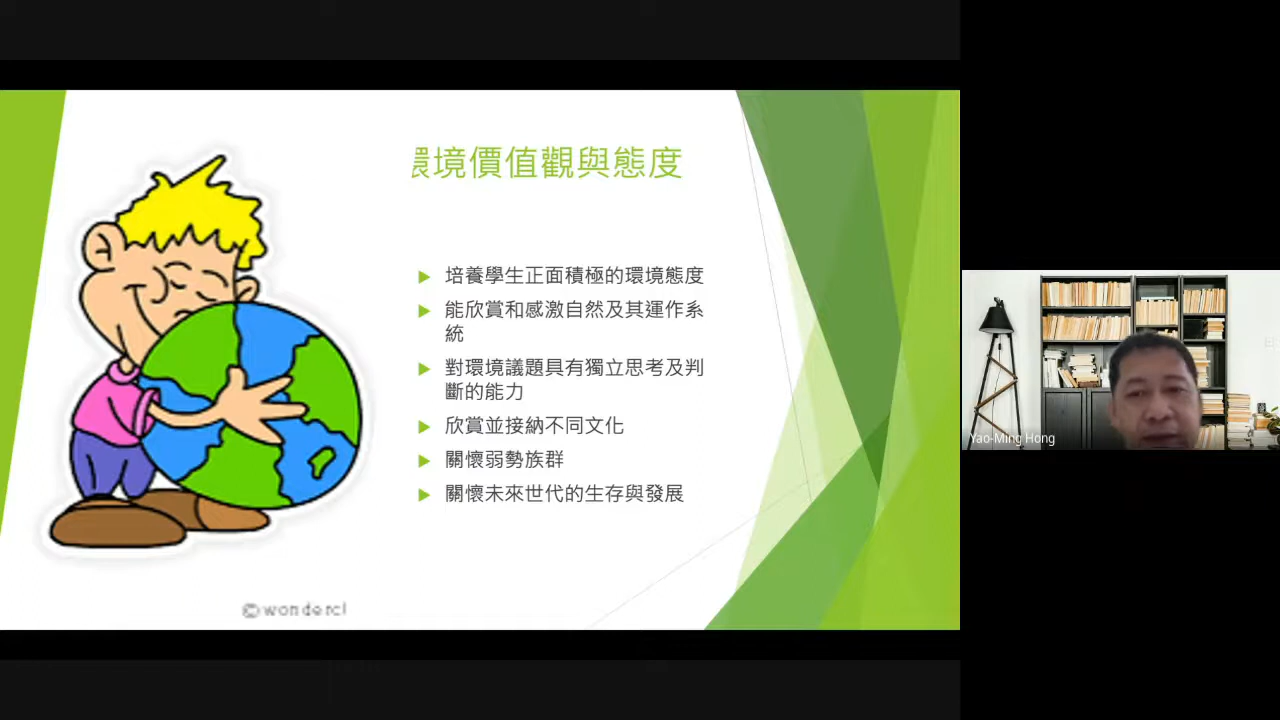 環境價值觀與態度
培養學生正面積極的環境態度
能欣賞和感激自然及其運作系
統
對環境議題具有獨立思考及判
斷的能力
欣賞並接納不同文化
關懷弱勢族群
關懷未來世代的生存與發展
Yao-Ming Hong